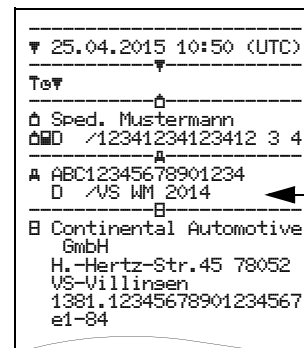 ▼ 25.04.2015 10:50 (UTC)
T⊙▼
Sped. Mustermann
D /12341234123412 3 4
A ABC12345678901234
D /VS WM 2014
B Continental Automotive
GmbH
H.-Hertz-Str.45 78052
VS-Villingen
1381.12345678901234567
e1-84